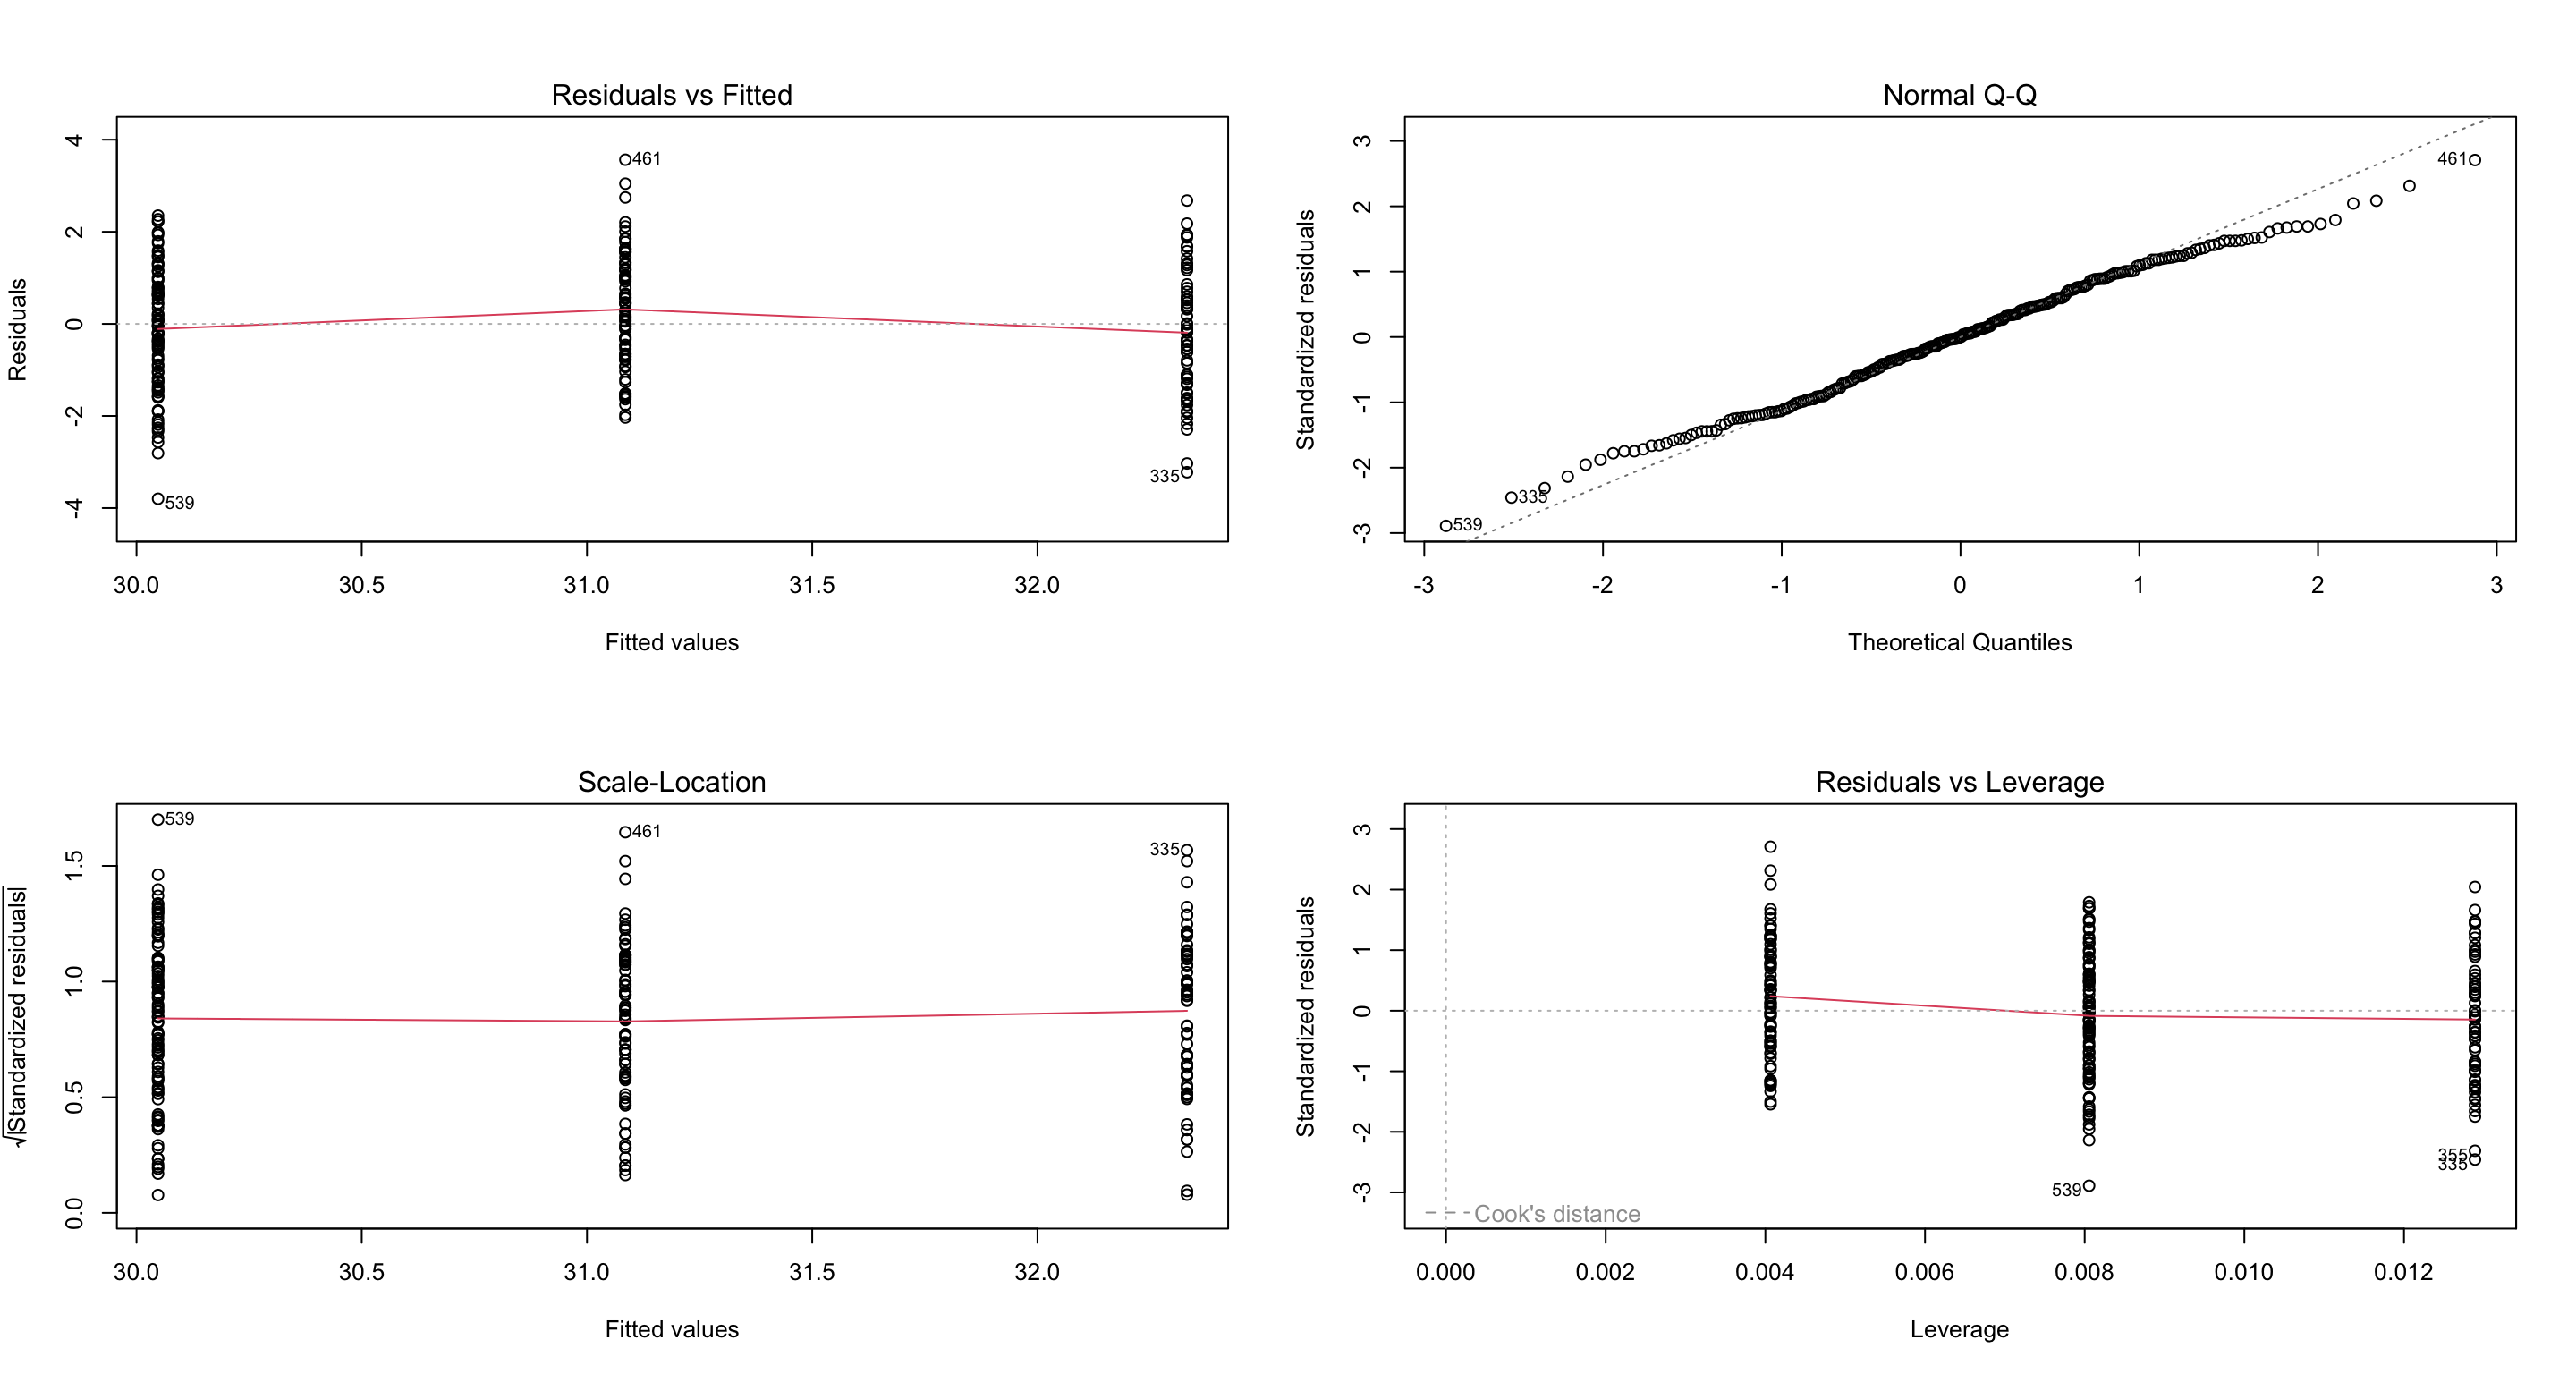 Residuals vs Fitted
Residuals
4
2
0
-2
-4
461
335
539
30.0 30.5 31.0 31.5 32.0
Fitted values
Normal Q-Q
Standardized residuals
3
2
1
0
-1
-2
-3
461
335
539
-3 -2 -1 0 1 2 3
Theoretical Quantiles
Scale-Location
√|Standardized residuals|
1.5
1.0
0.5
0.0
539
461
335
30.0 30.5 31.0 31.5 32.0
Fitted values
Residuals vs Leverage
Standardized residuals
3
2
1
0
-1
-2
-3
355
335
539
Cook's distance
0.000 0.002 0.004 0.006 0.008 0.010 0.012
Leverage